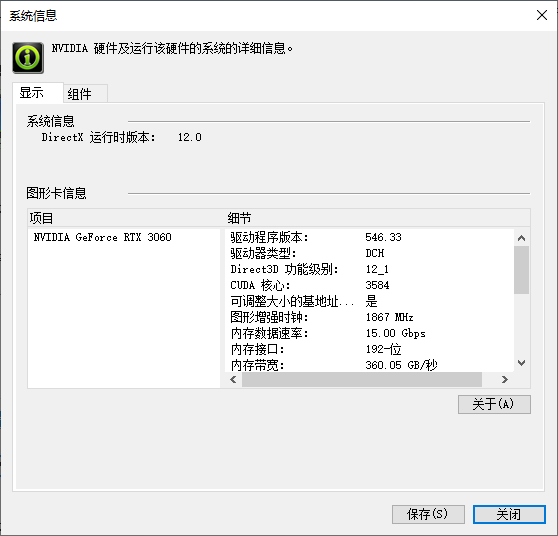 系统信息
NVIDIA 硬件及运行该硬件的系统的详细信息。
显示 组件
系统信息
DirectX 运行时版本: 12.0
图形卡信息
项目 细节
NVIDIA GeForce RTX 3060
驱动程序版本: 546.33
驱动器类型: DCH
Direct3D 功能级别: 12_1
CUDA 核心: 3584
可调整大小的基地址... 是
图形增强时钟: 1867 MHz
内存数据速率: 15.00 Gbps
内存接口: 192-位
内存带宽: 360.05 GB/秒
关于(A)
保存(S) 关闭